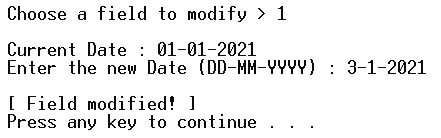 Choose a field to modify > 1
Current Date : 01-01-2021
Enter the new Date (DD-MM-YYYY) : 3-1-2021
[ Field modified! ]
Press any key to continue . . .